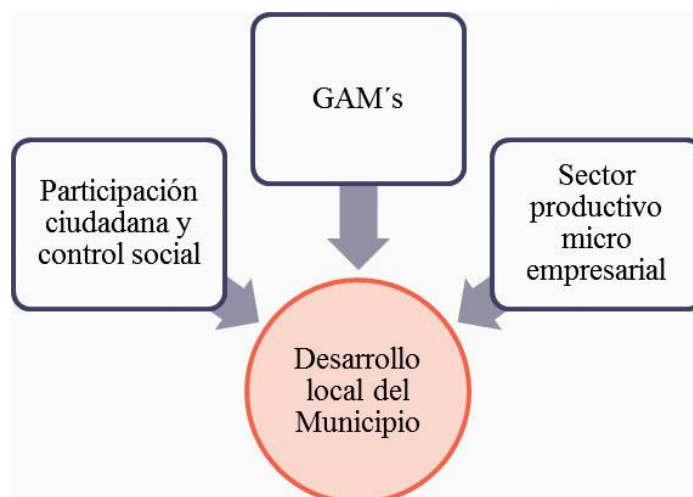 GAM´s
Participación
ciudadana y
control social
Sector
productivo
micro
empresarial
Desarrollo
local del
Municipio